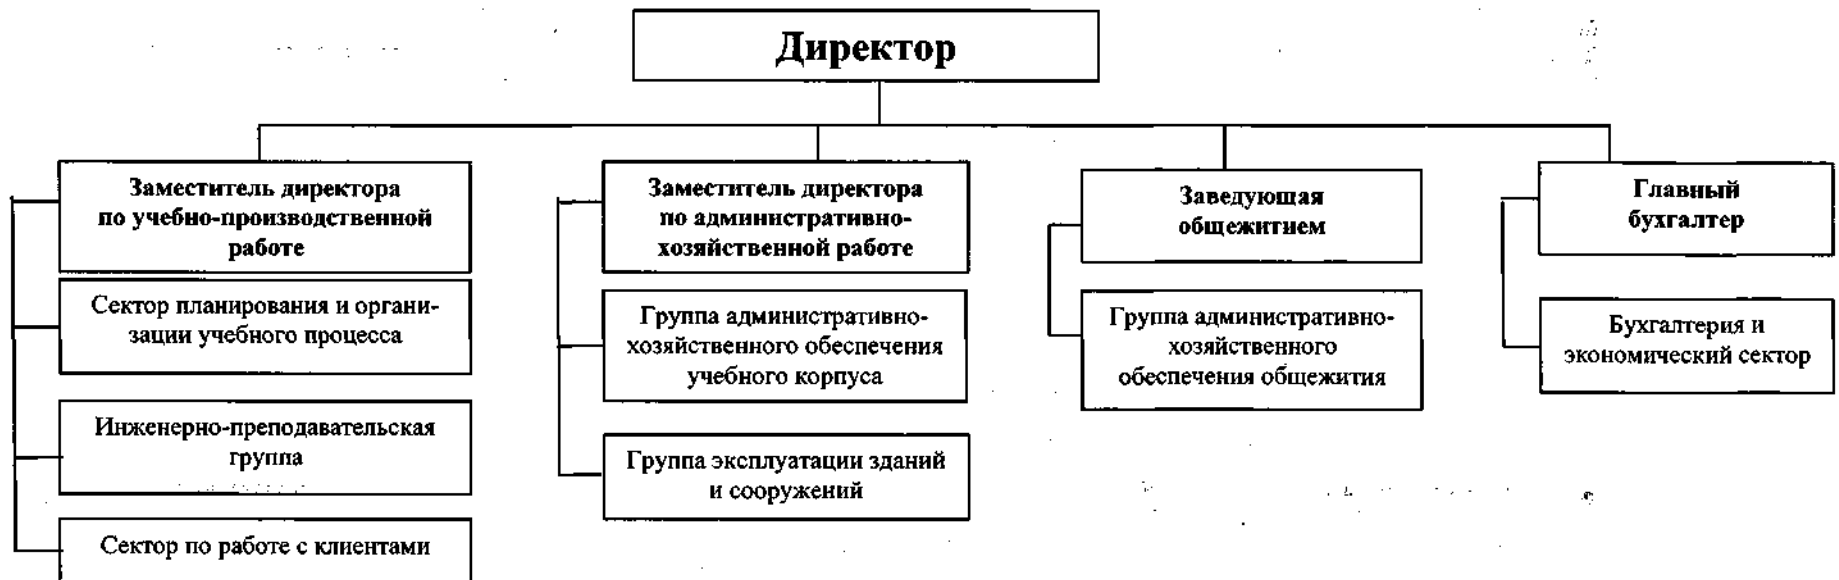 Директор
Заместитель директора
по учебно-производственной
работе
Сектор планирования и органи-
зации учебного процесса
Инженерно-преподавательская
группа
Сектор по работе с клиентами
Заместитель директора
по административно-
хозяйственной работе
Группа административно-
хозяйственного обеспечения
учебного корпуса
Группа эксплуатации зданий
и сооружений
Заведующая
общежитием
Группа административно-
хозяйственного
обеспечения общежития
Главный
бухгалтер
Бухгалтерия и
экономический сектор